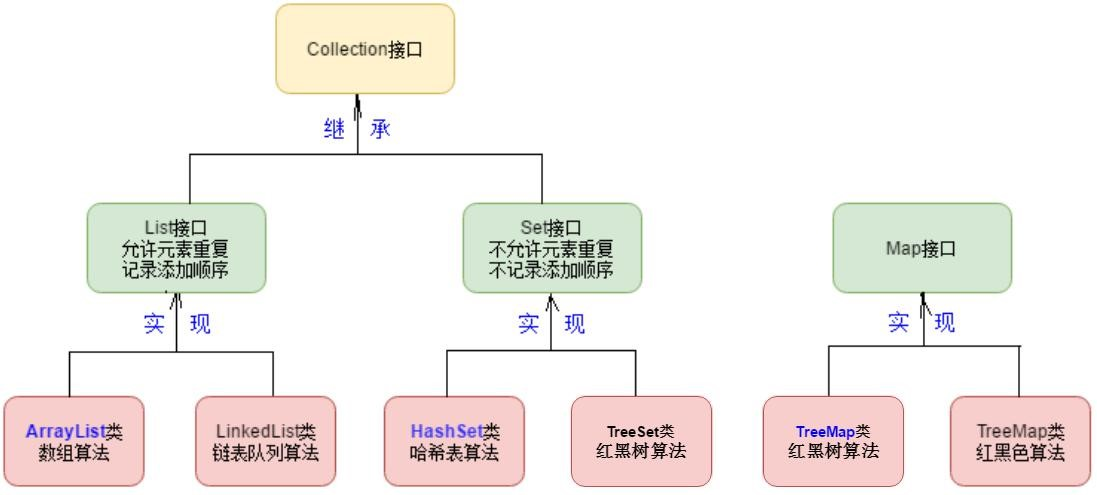 Collection接口
继 承
List接口
允许元素重复
记录添加顺序
Set接口
不允许元素重复
不记录添加顺序
Map接口
实 现
实 现
实 现
ArrayList类
数组算法
LinkedList类
链表队列算法
HashSet类
哈希表算法
TreeSet类
红黑树算法
TreeMap类
红黑树算法
TreeMap类
红黑色算法